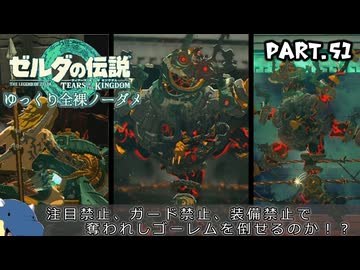 PART.51
ゼルダの伝説
THE LEGEND OF ZELDA
TEARS OF THE KINGDOM
ゆっくり全裸ノーダメ
注目禁止、ガード禁止、装備禁止で
奪われしゴーレムを倒せるのか！？